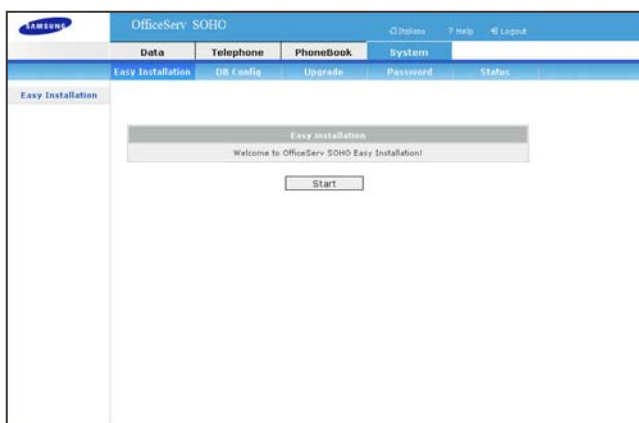 SAMSUNG
OfficeServ SOHO
Italiano ? Help Logout
Data Telephone PhoneBook System
Easy Installation DB Config Upgrade Password Status
Easy Installation
Easy installation
Welcome to OfficeServ SOHO Easy Installation!
Start